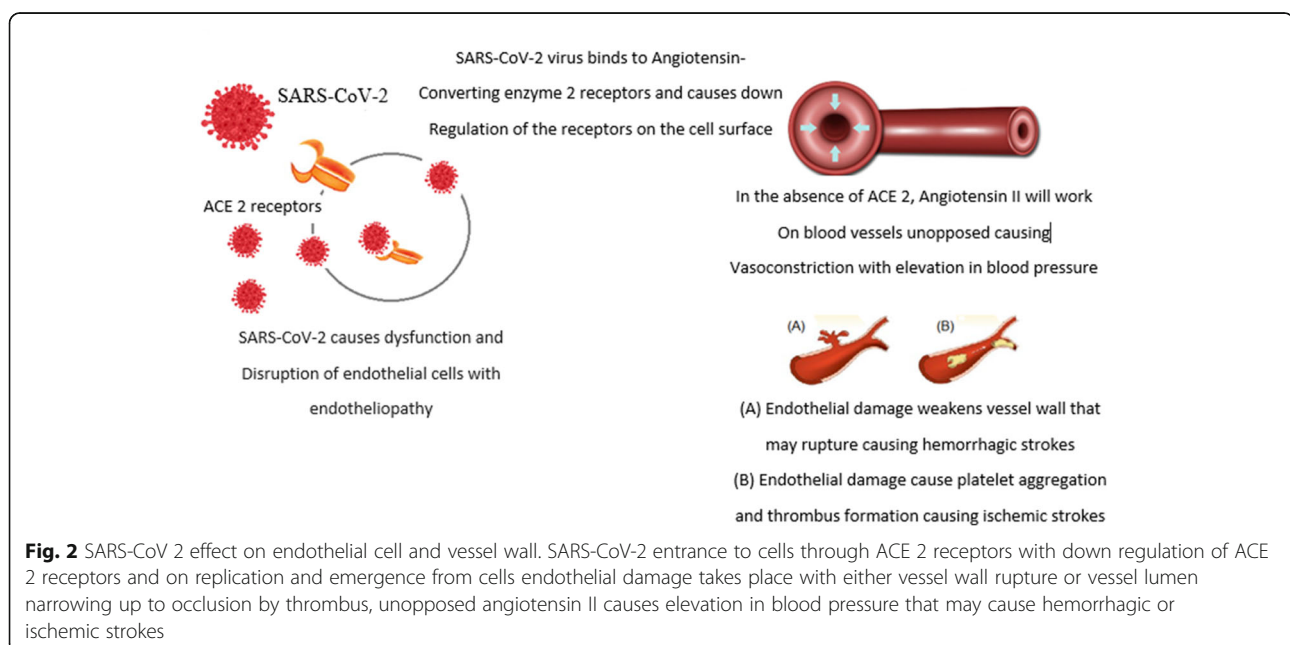 SARS-CoV-2
ACE 2 receptors
SARS-CoV-2 causes dysfunction and
Disruption of endothelial cells with
endotheliopathy
SARS-CoV-2 virus binds to Angiotensin-
Converting enzyme 2 receptors and causes down
Regulation of the receptors on the cell surface
In the absence of ACE 2, Angiotensin II will work
On blood vessels unopposed causing
Vasoconstriction with elevation in blood pressure
(A)
(B)
(A) Endothelial damage weakens vessel wall that
may rupture causing hemorrhagic strokes
(B) Endothelial damage cause platelet aggregation
and thrombus formation causing ischemic strokes
Fig. 2 SARS-CoV 2 effect on endothelial cell and vessel wall. SARS-CoV-2 entrance to cells through ACE 2 receptors with down regulation of ACE
2 receptors and on replication and emergence from cells endothelial damage takes place with either vessel wall rupture or vessel lumen
narrowing up to occlusion by thrombus, unopposed angiotensin II causes elevation in blood pressure that may cause hemorrhagic or
ischemic strokes